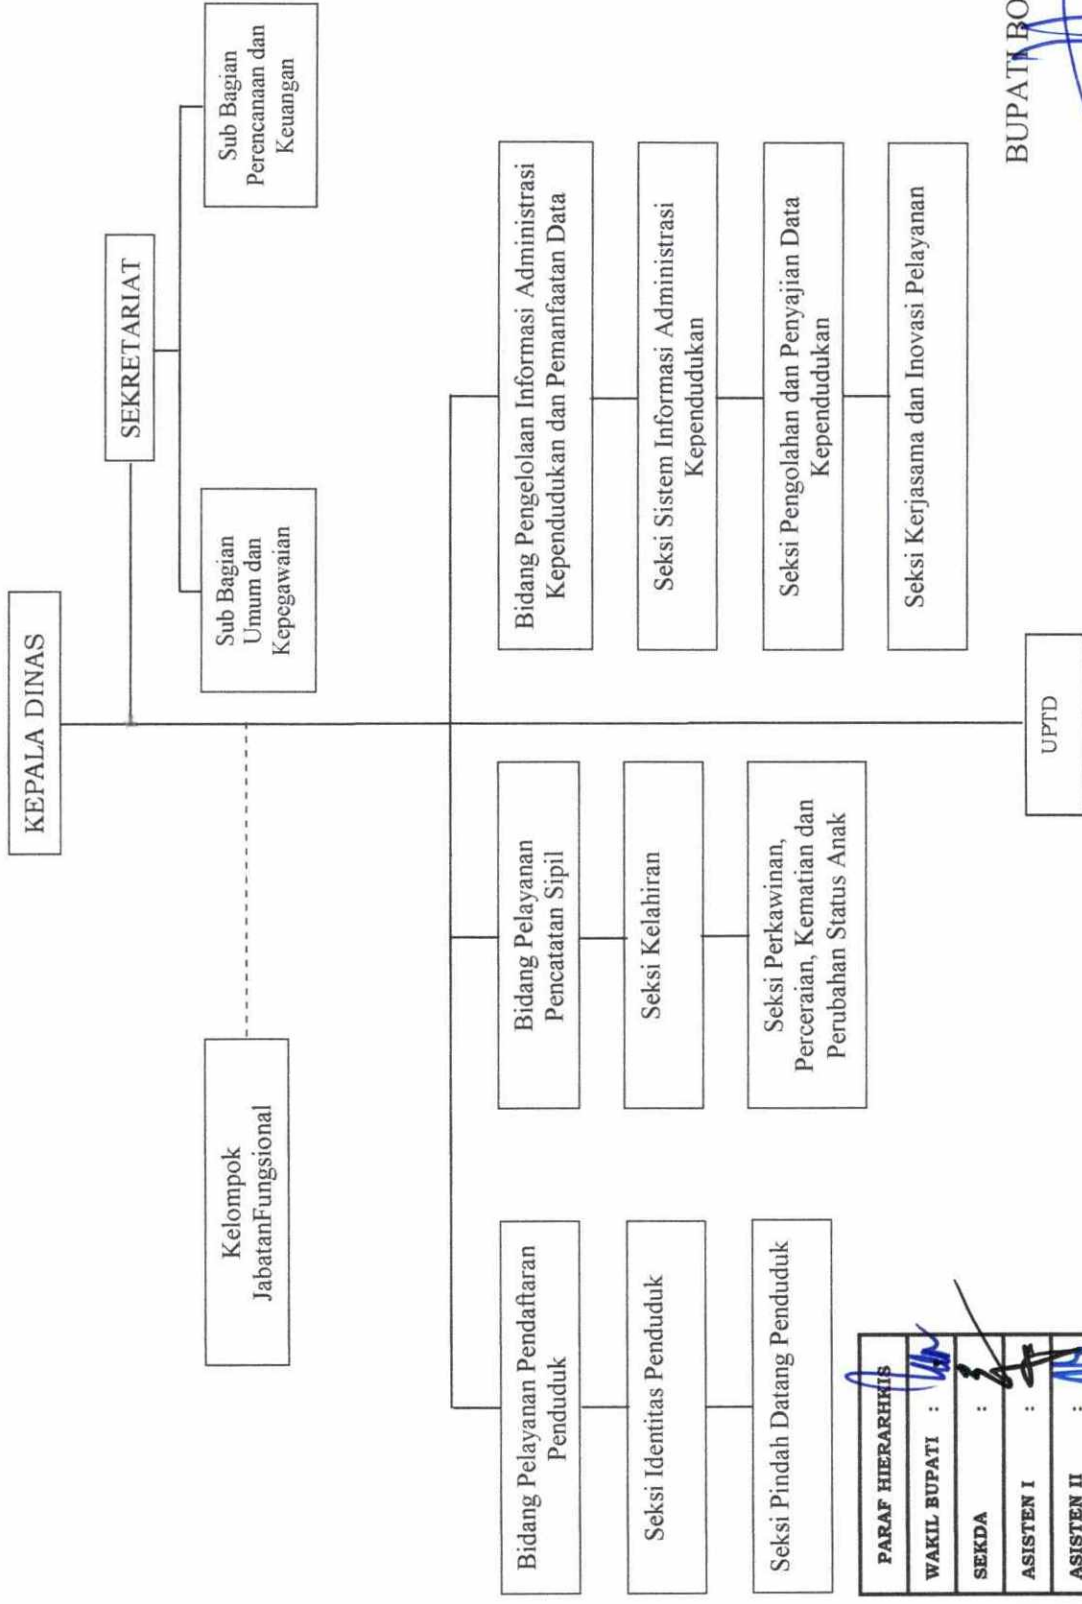 KEPALA DINAS
SEKRETARIAT
Kelompok
JabatanFungsional
Sub Bagian
Umum dan
Kepegawaian
Sub Bagian
Perencanaan dan
Keuangan
Bidang Pelayanan Pendaftaran
Penduduk
Seksi Identitas Penduduk
Seksi Pindah Datang Penduduk
Bidang Pelayanan
Pencatatan Sipil
Seksi Kelahiran
Seksi Perkawinan,
Perceraian, Kematian dan
Perubahan Status Anak
Bidang Pengelolaan Informasi Administrasi
Kependudukan dan Pemanfaatan Data
Seksi Sistem Informasi Administrasi
Kependudukan
Seksi Pengolahan dan Penyajian Data
Kependudukan
Seksi Kerjasama dan Inovasi Pelayanan
UPTD
PARAF HIERARHKIS
WAKIL BUPATI :
SEKDA :
ASISTEN I :
ASISTEN II :
BUPATI BO